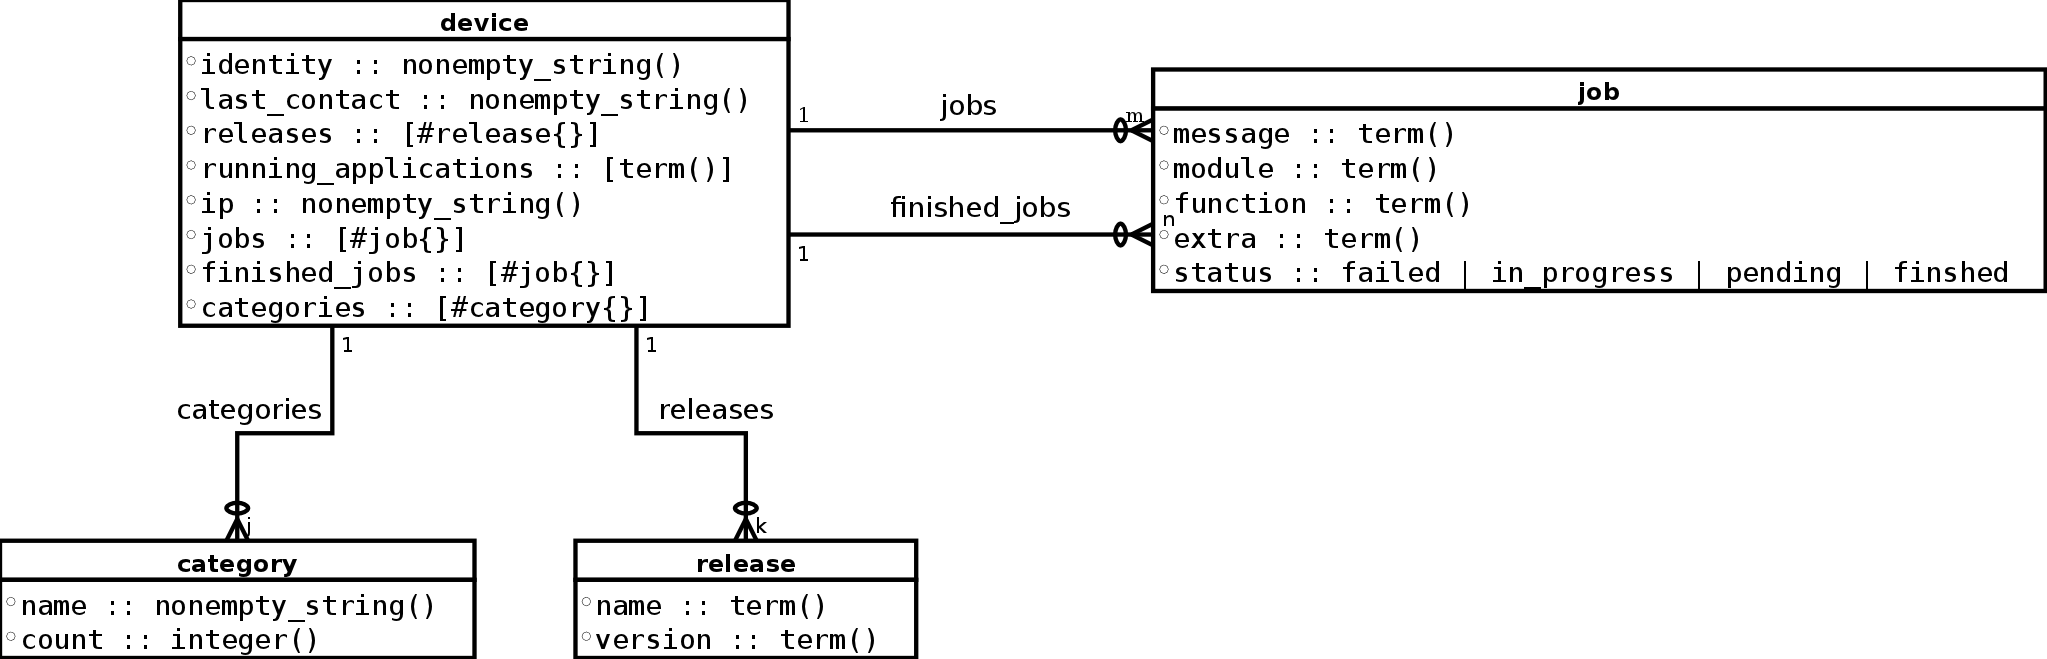 device
identity :: nonempty_string()
last_contact :: nonempty_string()
releases :: [#release{}]
running_applications :: [term()]
ip :: nonempty_string()
jobs :: [#job{}]
finished_jobs :: [#job{}]
categories :: [#category{}]
1
jobs
m
1
finished_jobs
n
job
message :: term()
module :: term()
function :: term()
extra :: term()
status :: failed | in_progress | pending | finshed
1
categories
j
1
releases
k
category
name :: nonempty_string()
count :: integer()
release
name :: term()
version :: term()